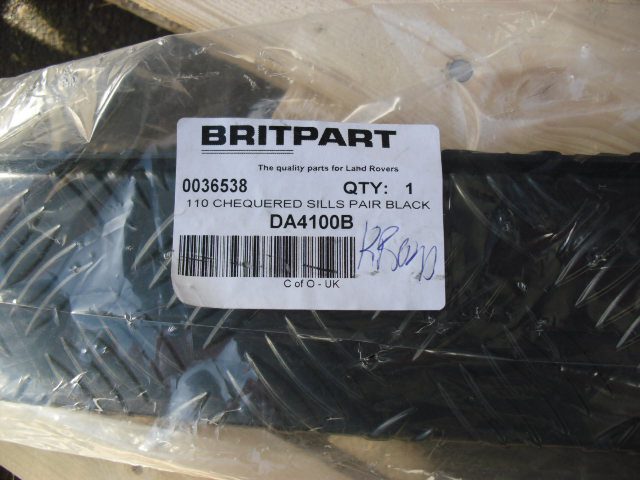 BRITPART
The quality parts for Land Rovers
0036538 QTY: 1
110 CHEQUERED SILLS PAIR BLACK
DA4100B
C of O - UK